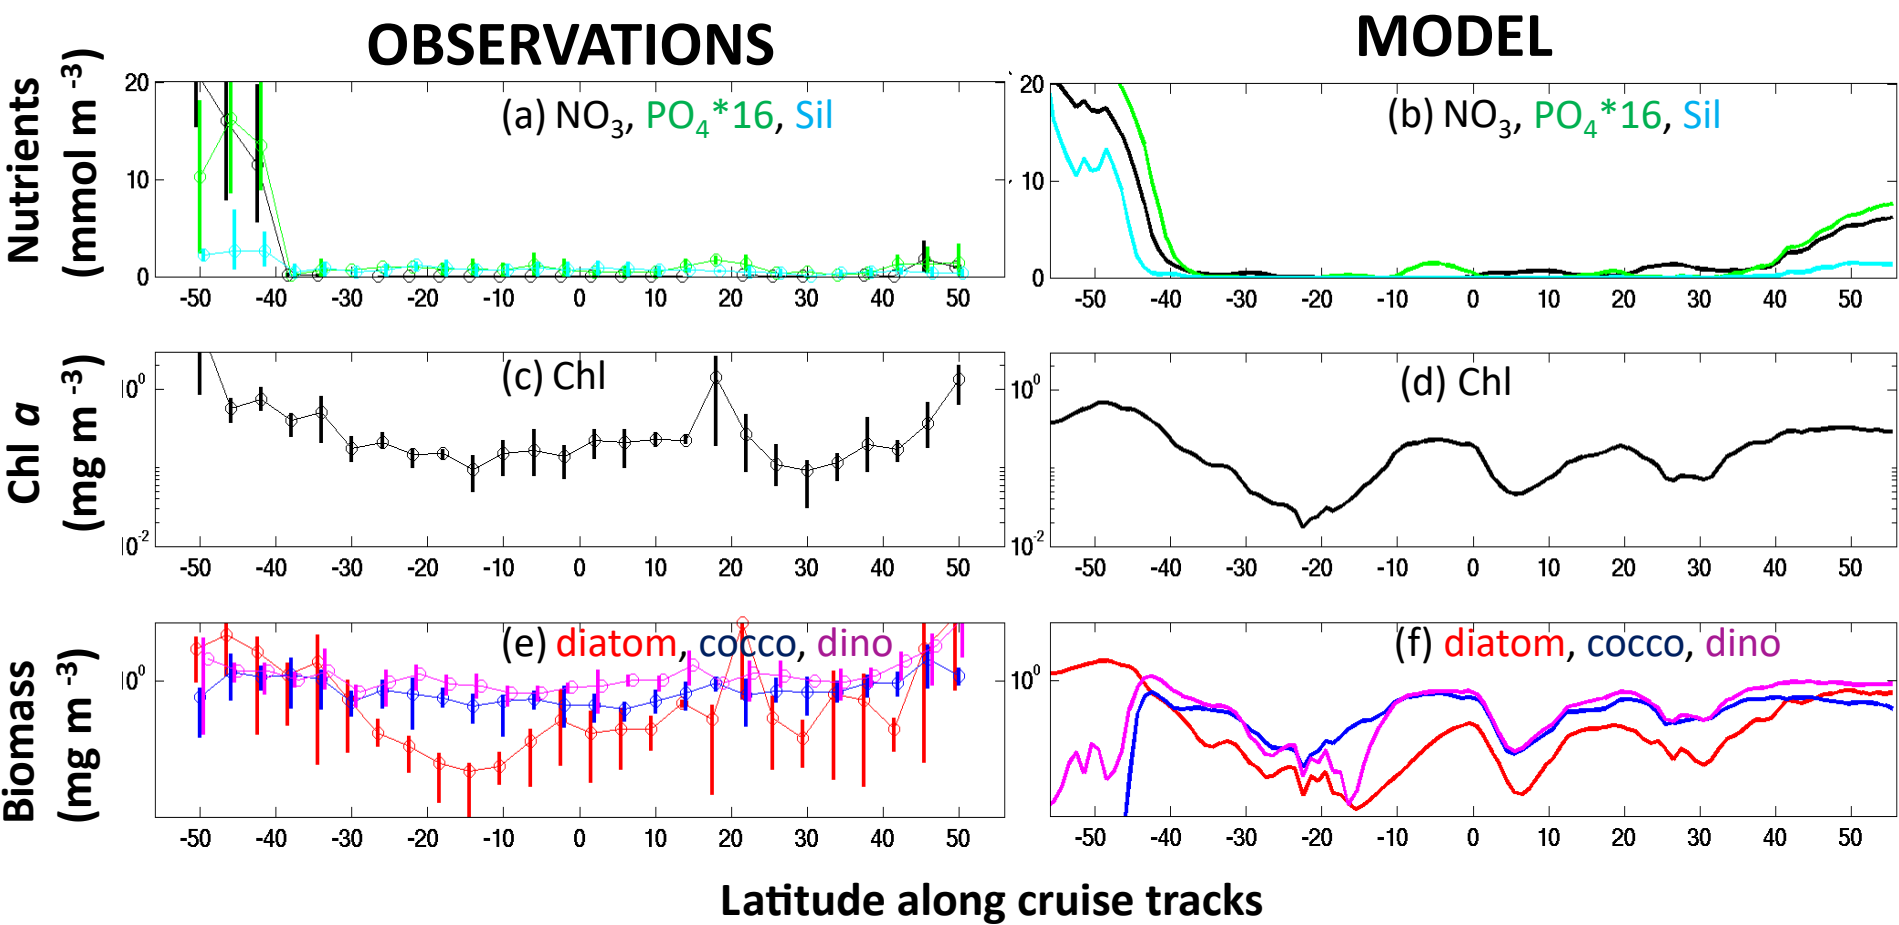 OBSERVATIONS
MODEL
Nutrients
(mmol m -3)
20
10
0
(a) NO3, PO4*16, Sil
-50 -40 -30 -20 -10 0 10 20 30 40 50
20
10
0
(b) NO3, PO4*16, Sil
-50 -40 -30 -20 -10 0 10 20 30 40 50
Chl a
(mg m -3)
10^0
10^-2
(c) Chl
-50 -40 -30 -20 -10 0 10 20 30 40 50
10^0
10^-2
(d) Chl
-50 -40 -30 -20 -10 0 10 20 30 40 50
Biomass
(mg m -3)
10^0
(e) diatom, cocco, dino
-50 -40 -30 -20 -10 0 10 20 30 40 50
10^0
(f) diatom, cocco, dino
-50 -40 -30 -20 -10 0 10 20 30 40 50
Latitude along cruise tracks